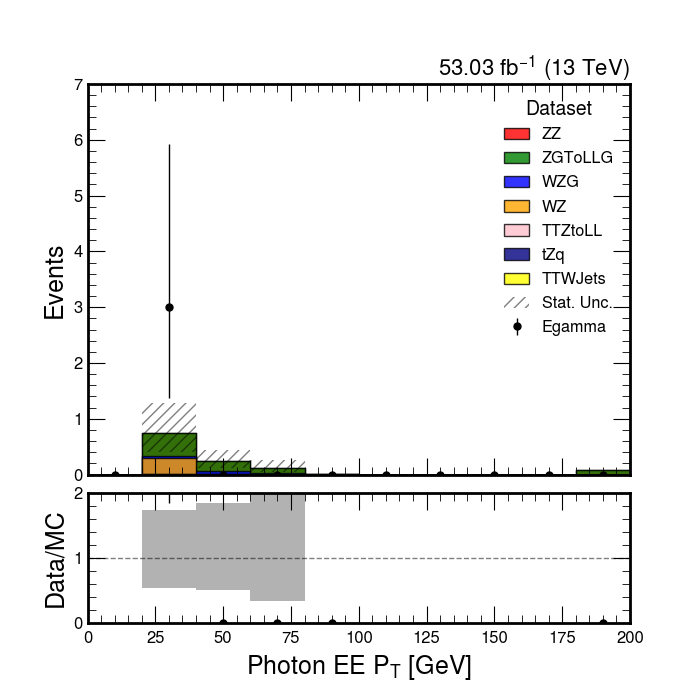 53.03 fb−1 (13 TeV)
7
6
5
4
3
2
1
0
Events
Dataset
ZZ
ZGToLLG
WZG
WZ
TTZtoLL
tZq
TTWJets
Stat. Unc.
Egamma
2
1
0
Data/MC
0 25 50 75 100 125 150 175 200
Photon EE PT [GeV]